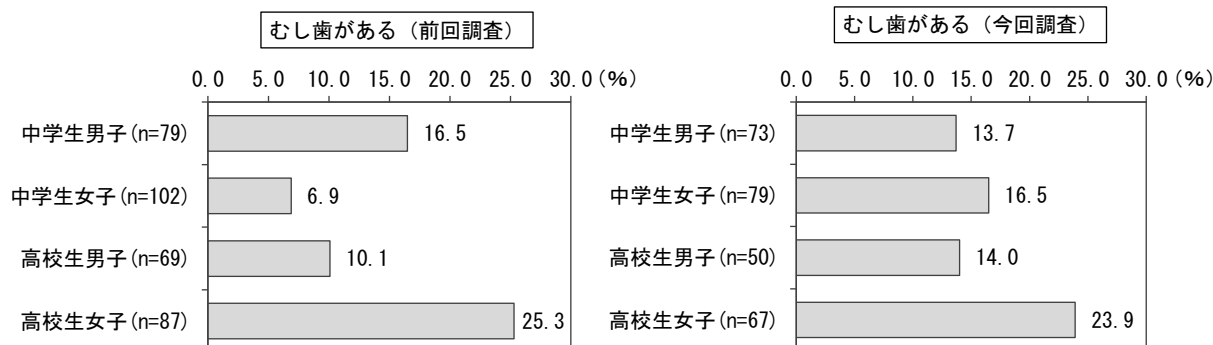 むし歯がある（前回調査）
0.0 5.0 10.0 15.0 20.0 25.0 30.0 (%)
中学生男子(n=79) 16.5
中学生女子(n=102) 6.9
高校生男子(n=69) 10.1
高校生女子(n=87) 25.3
むし歯がある（今回調査）
0.0 5.0 10.0 15.0 20.0 25.0 30.0 (%)
中学生男子(n=73) 13.7
中学生女子(n=79) 16.5
高校生男子(n=50) 14.0
高校生女子(n=67) 23.9